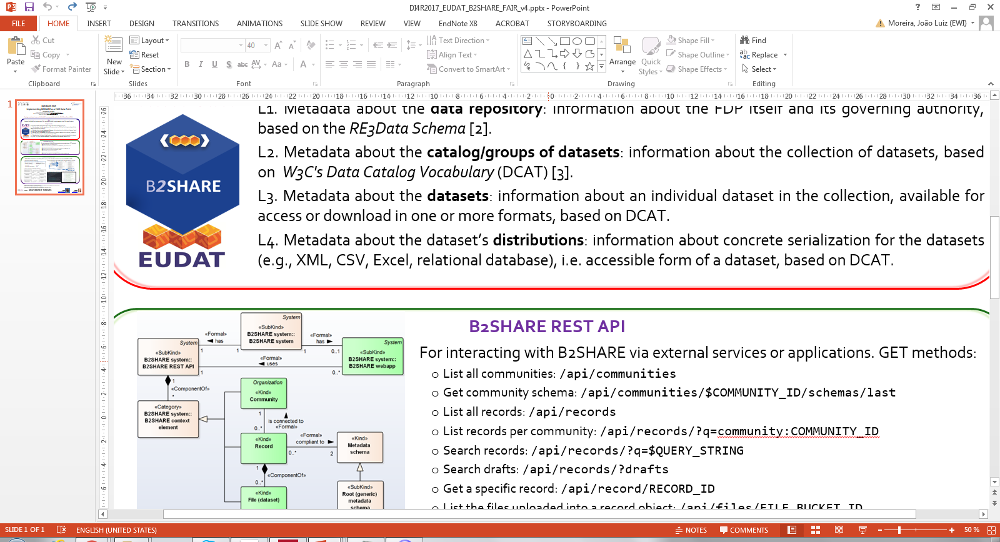 DI4R2017_EUDAT_B2SHARE_FAIR_v4.pptx - PowerPoint
FILE HOME INSERT DESIGN TRANSITIONS ANIMATIONS SLIDE SHOW REVIEW VIEW EndNote X8 ACROBAT STORYBOARDING
Moreira, João Luiz (EWI)
Paste
Cut
Copy
Format Painter
Clipboard
New Slide
Layout
Reset
Section
Slides
40
Font
Text Direction
Align Text
Convert to SmartArt
Paragraph
Arrange
Quick Styles
Shape Fill
Shape Outline
Shape Effects
Drawing
Find
Replace
Select
Editing
36 34 32 30 28 26 24 22 20 18 16 14 12 10 8 6 4 2 0 2 4 6 8 10 12 14 16 18 20 22 24 26 28 30 32 34 36
26 24 22 20 18 16 14 12 10 8 6 4 2 0 2 4 6
1
B2SHARE
EUDAT
L1. Metadata about the data repository: information about the FDP itself and its governing authority,
based on the RE3Data Schema [2].
L2. Metadata about the catalog/groups of datasets: information about the collection of datasets, based
on W3C's Data Catalog Vocabulary (DCAT) [3].
L3. Metadata about the datasets: information about an individual dataset in the collection, available for
access or download in one or more formats, based on DCAT.
L4. Metadata about the dataset's distributions: information about concrete serialization for the datasets
(e.g., XML, CSV, Excel, relational database), i.e. accessible form of a dataset, based on DCAT.
System
«SubKind»
B2SHARE system::
B2SHARE system
«Formal»
has
1
1
«Formal»
has
1
0..1
System
«SubKind»
B2SHARE system::
B2SHARE REST API
System
«SubKind»
B2SHARE system::
B2SHARE webapp
«Formal»
uses
1
0..*
1
«ComponentOf»
*
Organization
«Kind»
Community
«Category»
B2SHARE system::
B2SHARE context
element
1
is connected to
«Formal»
0..*
«Kind»
Record
«Formal»
compliant to
0..*
2
«Kind»
Metadata
schema
1
«ComponentOf»
0..*
«Kind»
File (dataset)
«SubKind»
Root (generic)
metadata
schema
B2SHARE REST API
For interacting with B2SHARE via external services or applications. GET methods:
o List all communities: /api/communities
o Get community schema: /api/communities/$COMMUNITY_ID/schemas/last
o List all records: /api/records
o List records per community: /api/records/?q=community:COMMUNITY_ID
o Search records: /api/records/?q=$QUERY_STRING
o Search drafts: /api/records/?drafts
o Get a specific record: /api/record/RECORD_ID
o List the files uploaded into a record object: /api/files/FILE_BUCKET_ID
SLIDE 1 OF 1
ENGLISH (UNITED STATES)
NOTES
COMMENTS
50 %